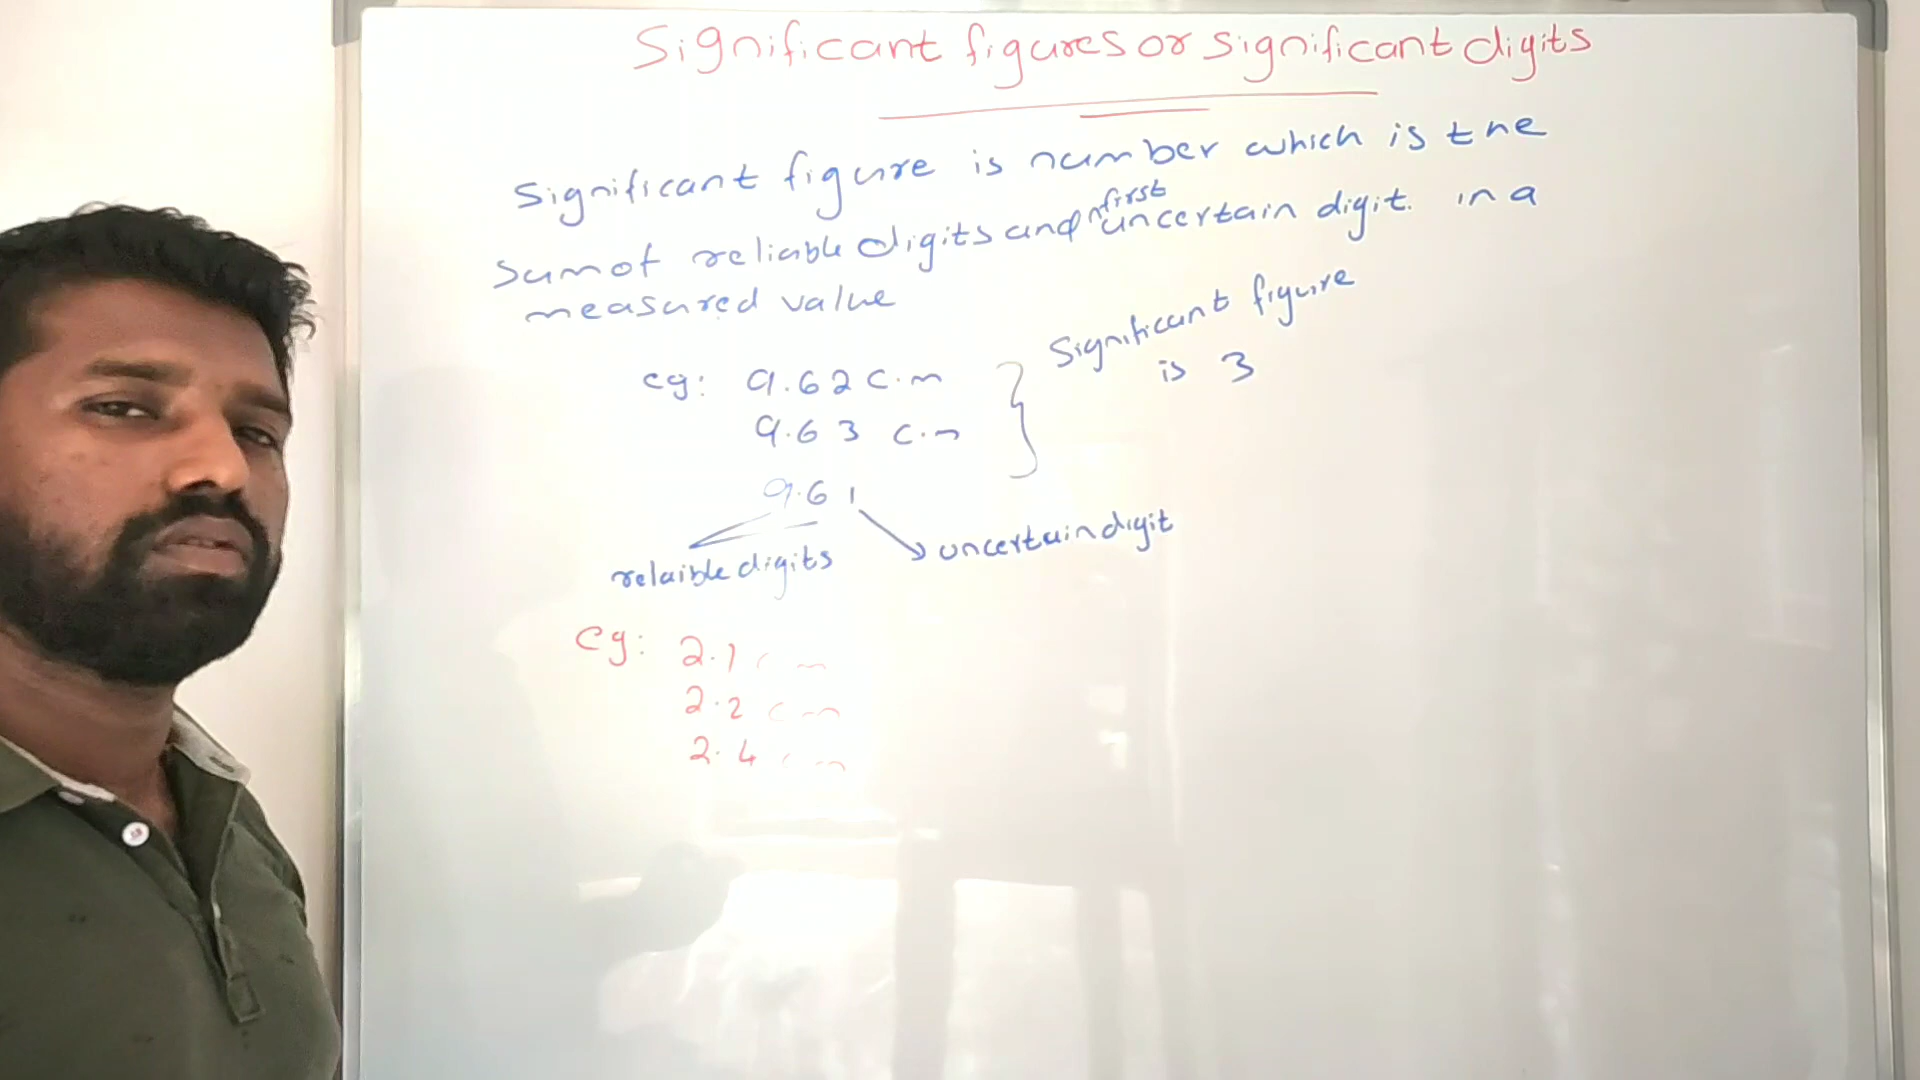 Significant figures or significant digits
Significant figure is number which is the
sum of reliable digits and first uncertain digit. in a
measured value
eg: 9.62 c.m
9.63 c.m
9.61
Significant figure
is 3
relaible digits
uncertain digit
eg: 2.1 cm
2.2 cm
2.4 cm